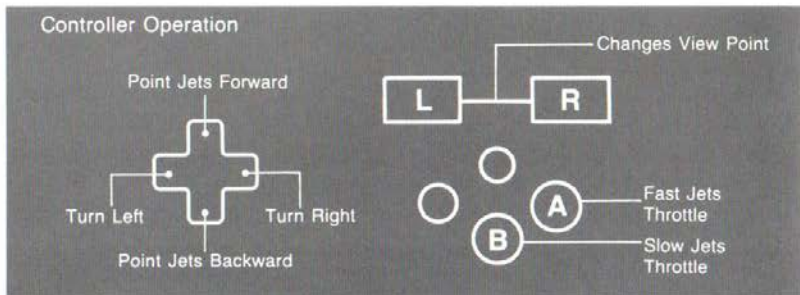 Controller Operation
Point Jets Forward
Turn Left
Turn Right
Point Jets Backward
Changes View Point
L
R
A
B
Fast Jets
Throttle
Slow Jets
Throttle